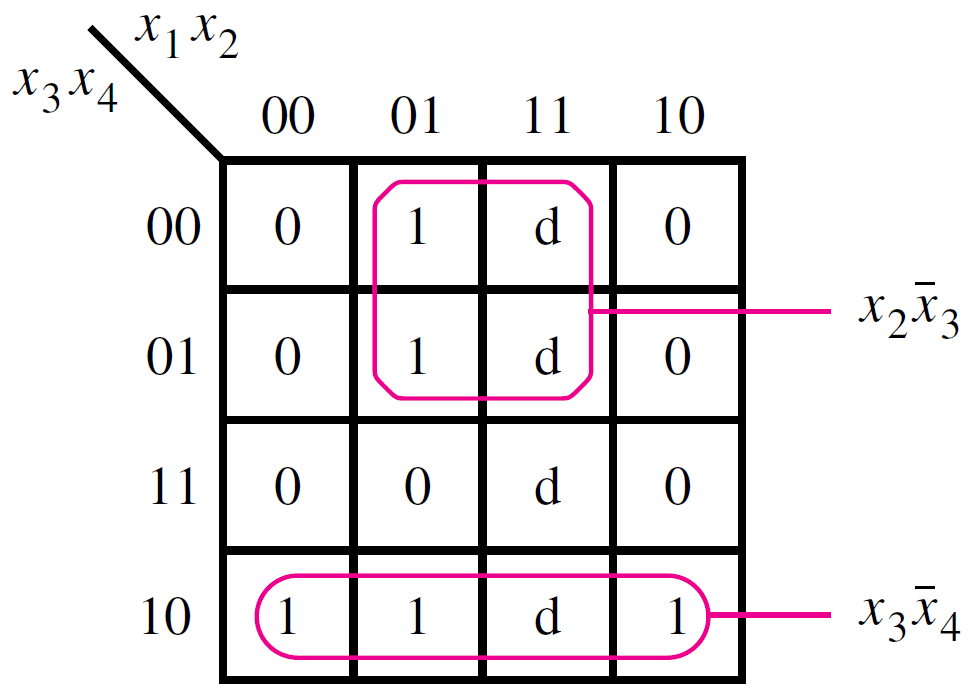 x₁x₂
x₃x₄
00 01 11 10
00 0 1 d 0
01 0 1 d 0
x₂x̄₃
11 0 0 d 0
10 1 1 d 1
x₃x̄₄